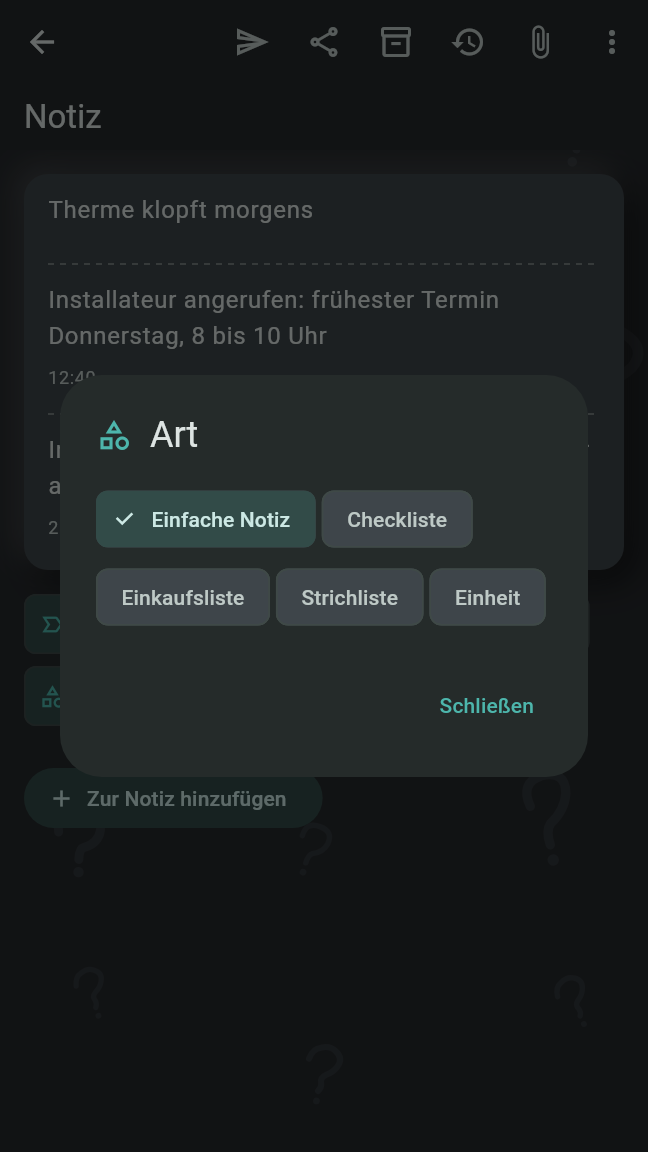 Notiz
Therme klopft morgens
Installateur angerufen: frühester Termin
Donnerstag, 8 bis 10 Uhr
Art
Einfache Notiz
Checkliste
Einkaufsliste
Strichliste
Einheit
Schließen
Zur Notiz hinzufügen